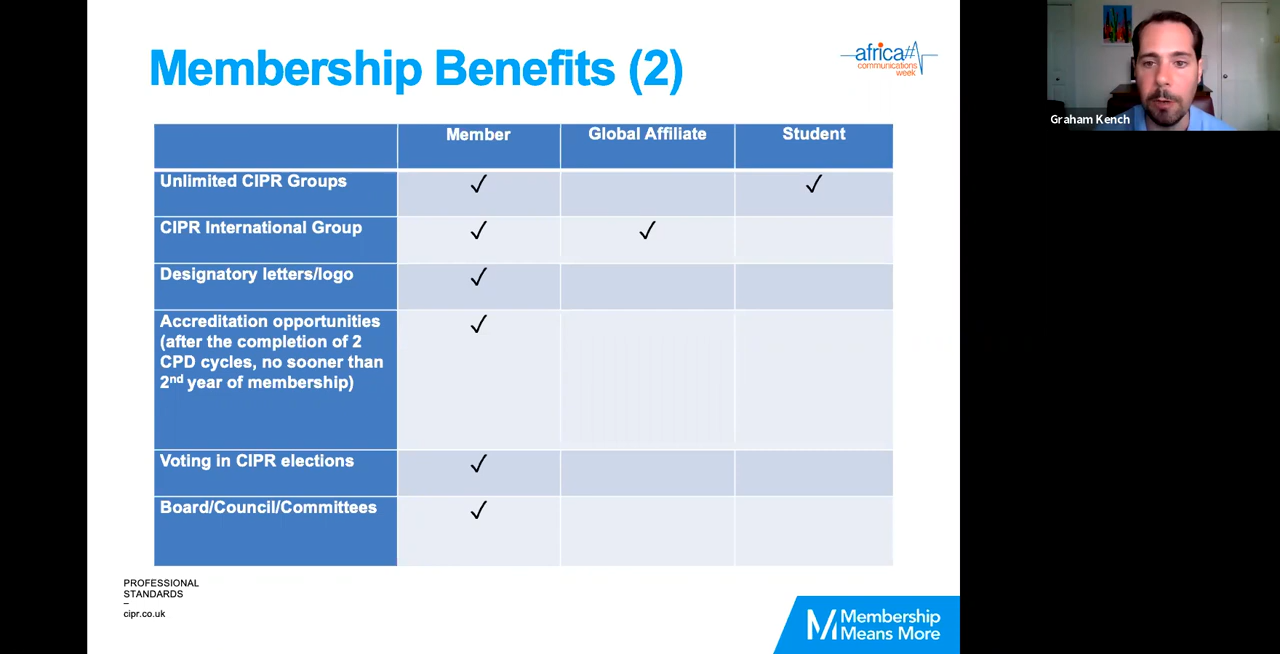 Membership Benefits (2)
africa#
communications
week
Graham Kench
Member
Global Affiliate
Student
Unlimited CIPR Groups
✓
✓
CIPR International Group
✓
✓
Designatory letters/logo
✓
Accreditation opportunities
(after the completion of 2
CPD cycles, no sooner than
2nd year of membership)
✓
Voting in CIPR elections
✓
Board/Council/Committees
✓
PROFESSIONAL
STANDARDS
–
cipr.co.uk
Membership
Means More